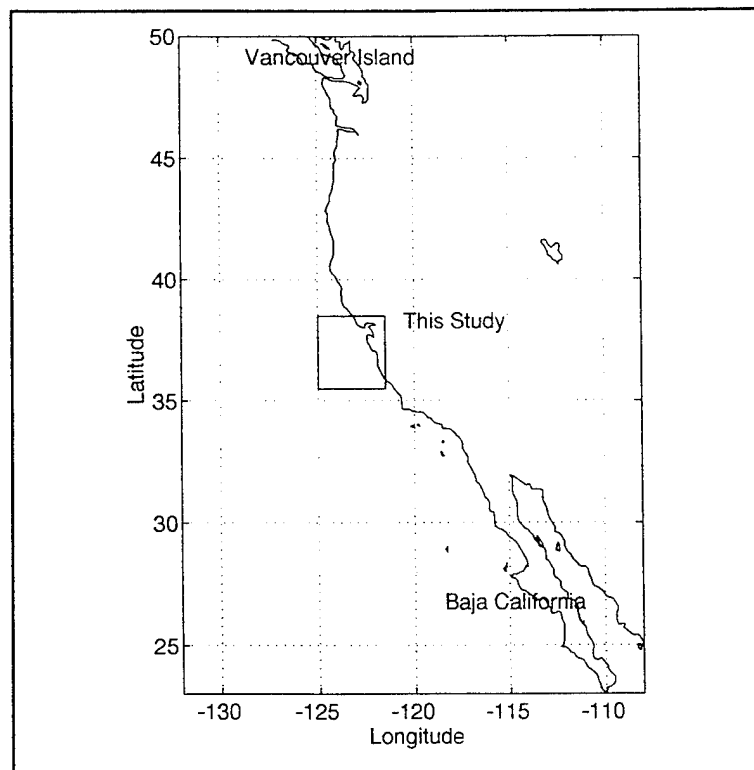 50
Vancouver Island
45
40
This Study
Latitude
35
30
Baja California
25
-130 -125 -120 -115 -110
Longitude